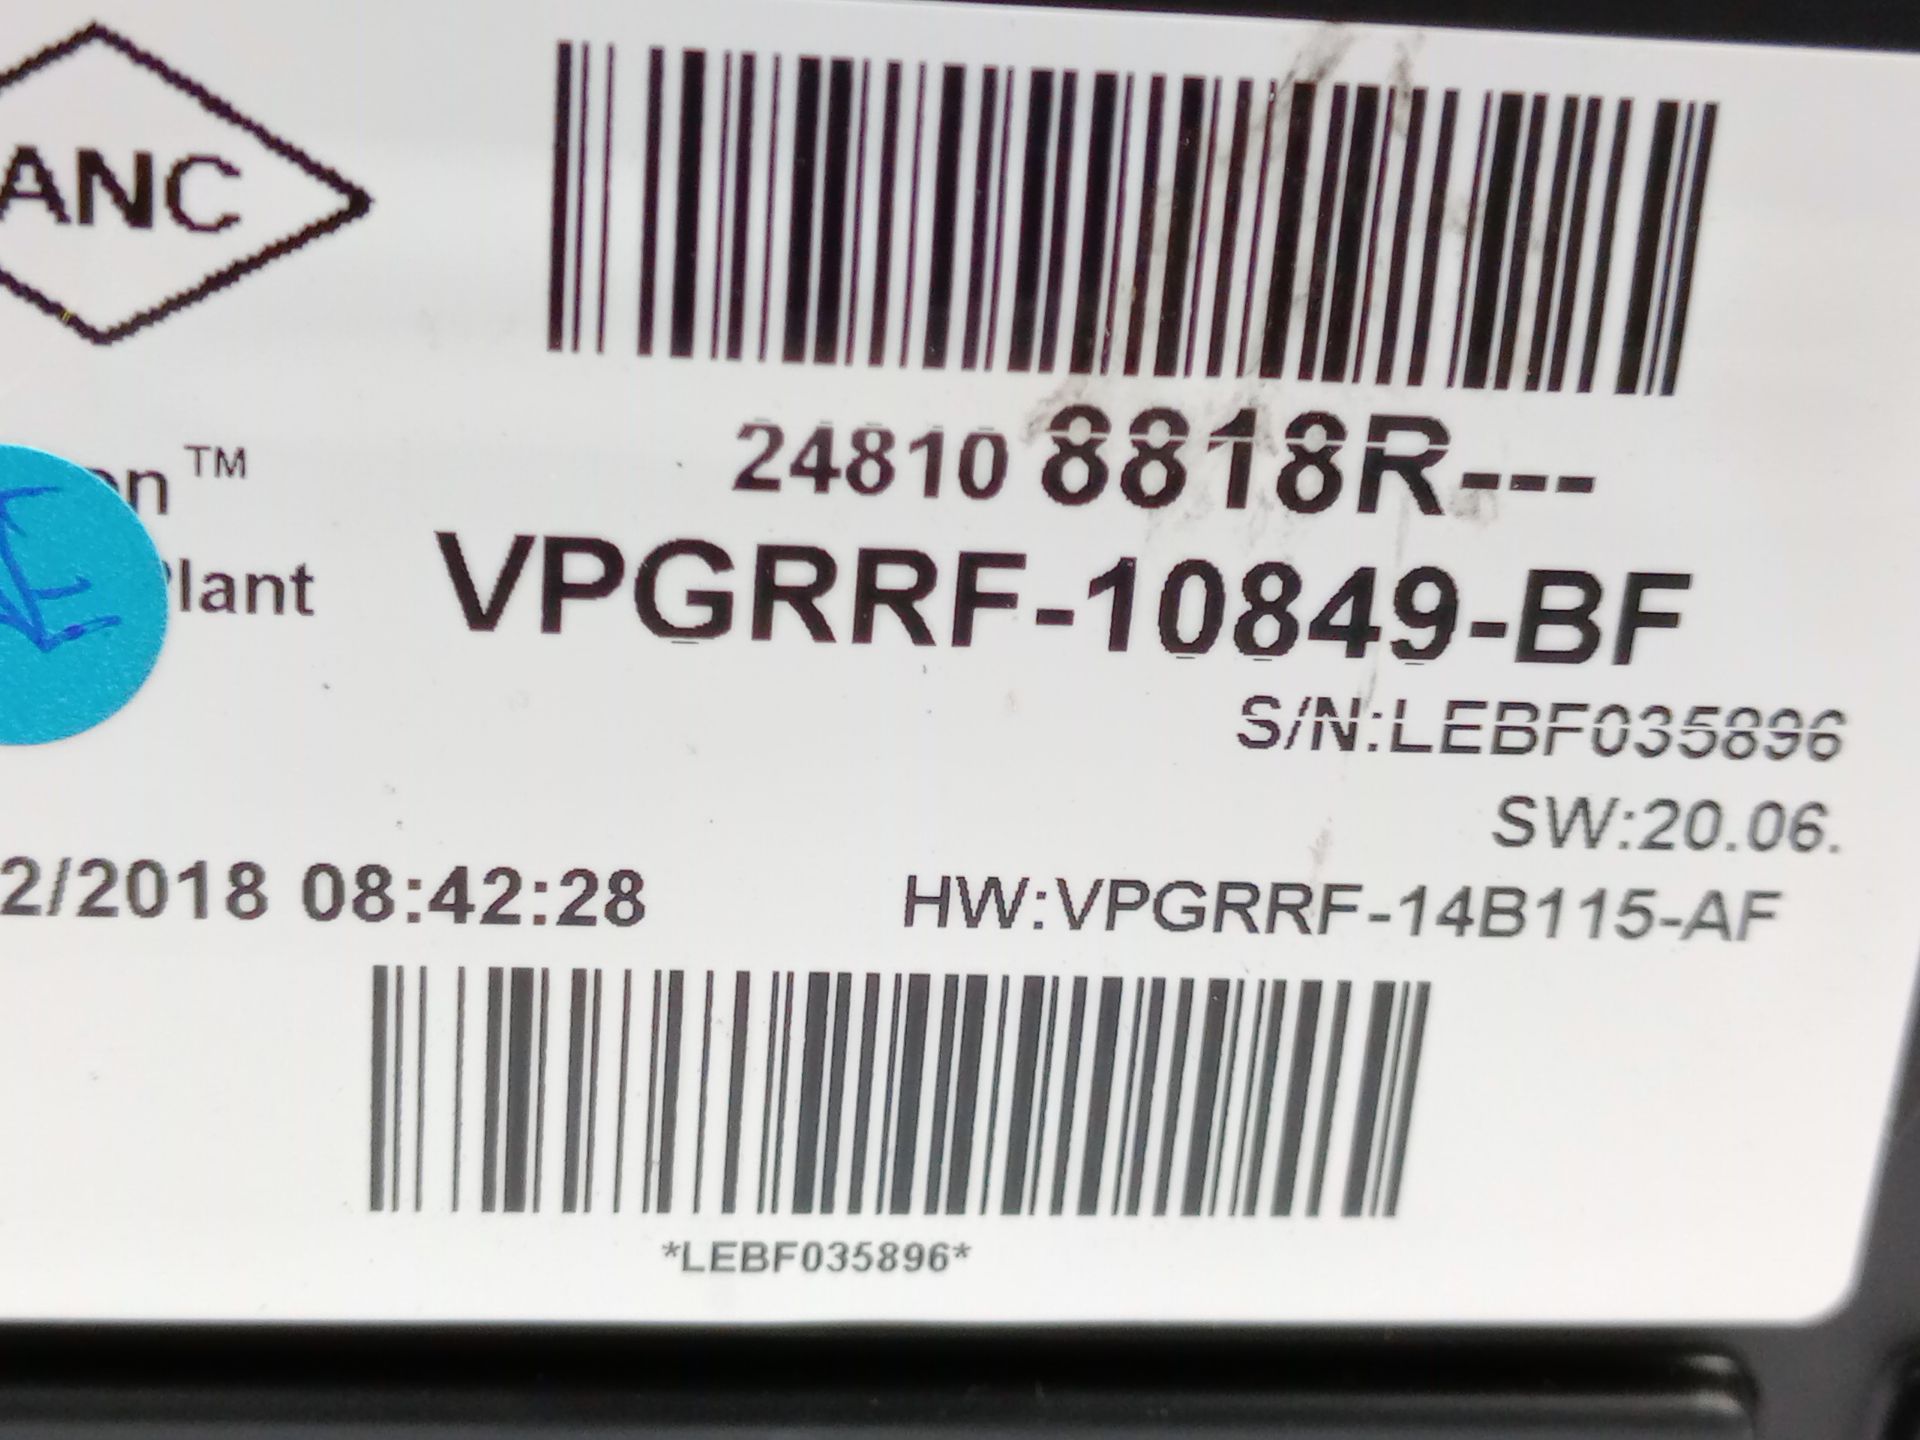 ANC
24810 8818R---
™
VPGRRF-10849-BF
S/N:LEBF035896
SW:20.06.
2/2018 08:42:28 HW:VPGRRF-14B115-AF
*LEBF035896*